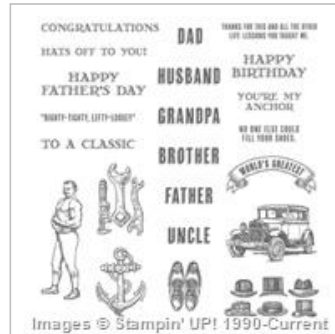 CONGRATULATIONS
HATS OFF TO YOU!
HAPPY
FATHER'S DAY
"RIGHTY-TIGHTY, LEFTY-LOOSEY"
TO A CLASSIC
DAD
HUSBAND
GRANDPA
BROTHER
FATHER
UNCLE
THANKS FOR THIS AND ALL THE OTHER
LIFE LESSONS YOU TAUGHT ME.
HAPPY
BIRTHDAY
YOU'RE MY
ANCHOR
NO ONE ELSE COULD
FILL YOUR SHOES.
WORLD'S GREATEST
Images © Stampin' UP! 1990-Current